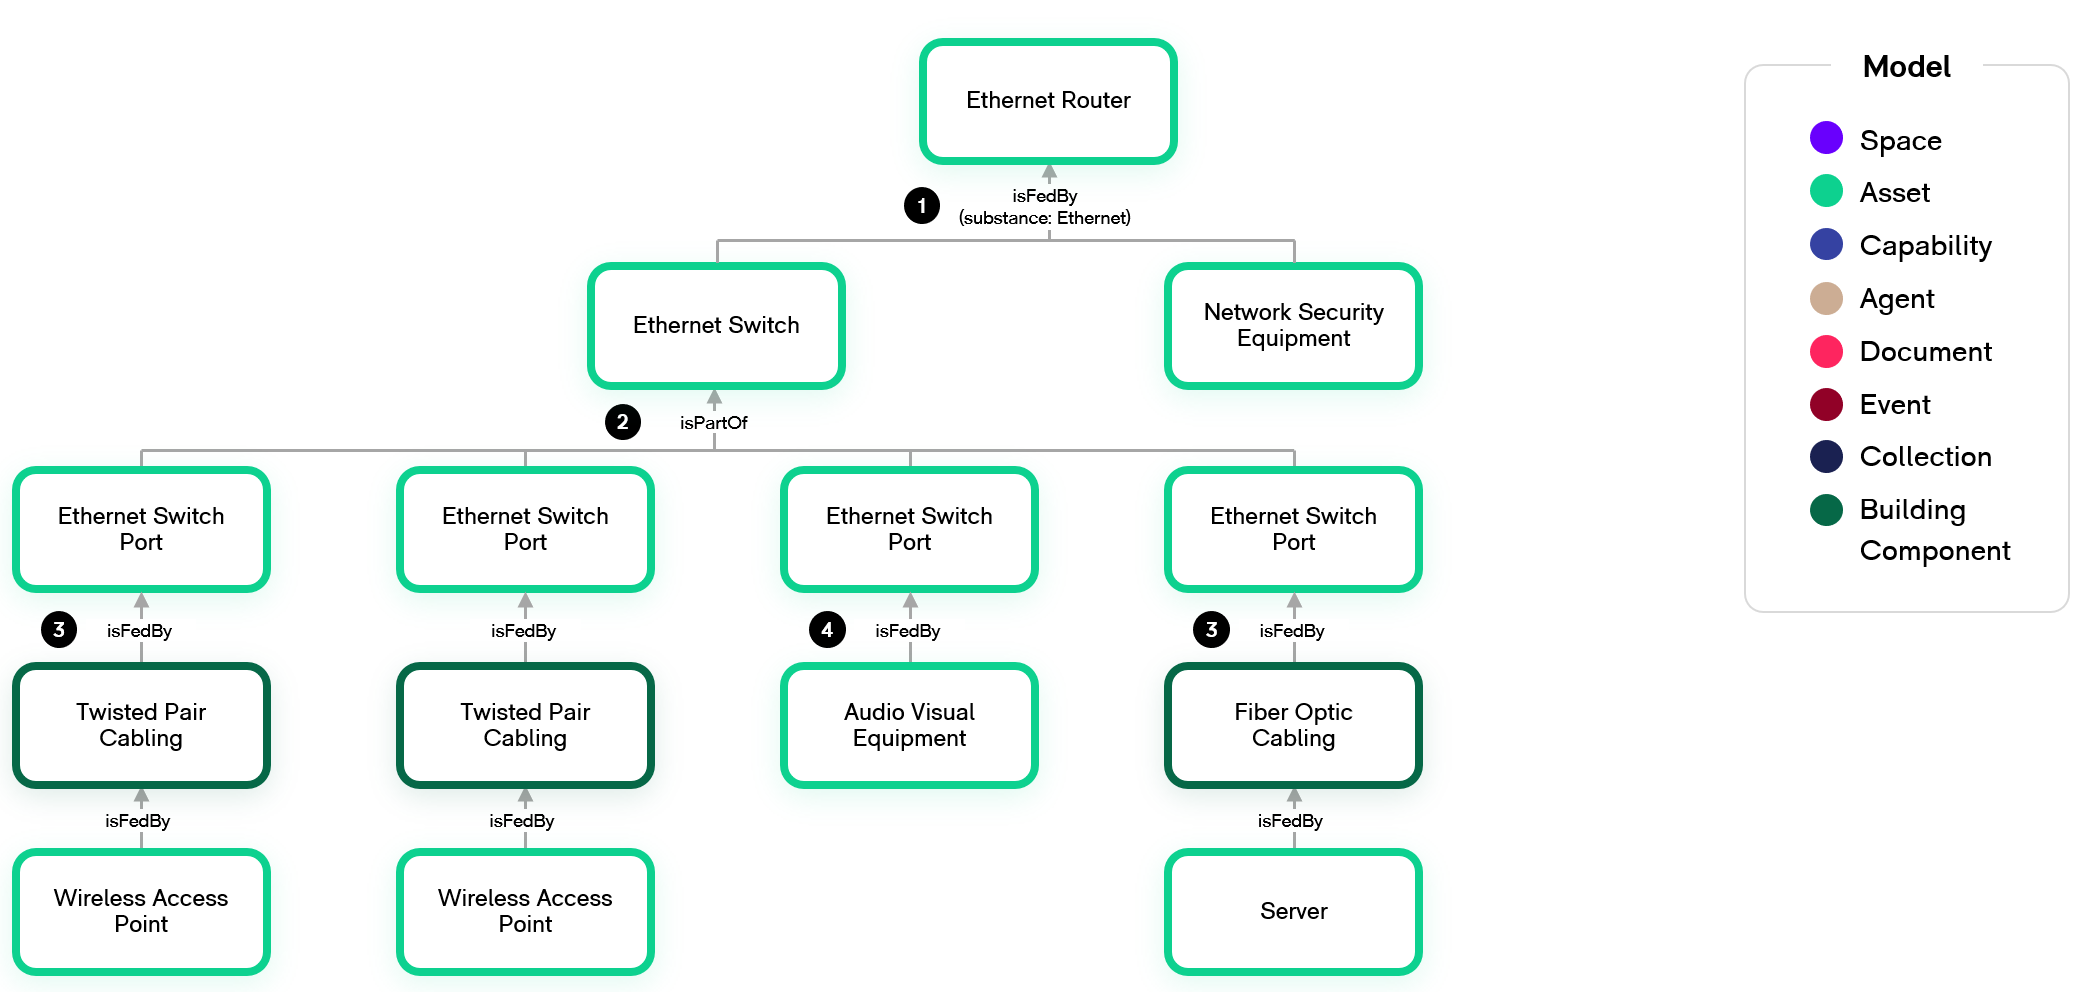 Ethernet Router
1
isFedBy
(substance: Ethernet)
Ethernet Switch
Network Security
Equipment
2
isPartOf
Ethernet Switch
Port
Ethernet Switch
Port
Ethernet Switch
Port
Ethernet Switch
Port
3
isFedBy
isFedBy
4
isFedBy
3
isFedBy
Twisted Pair
Cabling
Twisted Pair
Cabling
Audio Visual
Equipment
Fiber Optic
Cabling
isFedBy
isFedBy
isFedBy
Wireless Access
Point
Wireless Access
Point
Server
Model
Space
Asset
Capability
Agent
Document
Event
Collection
Building
Component